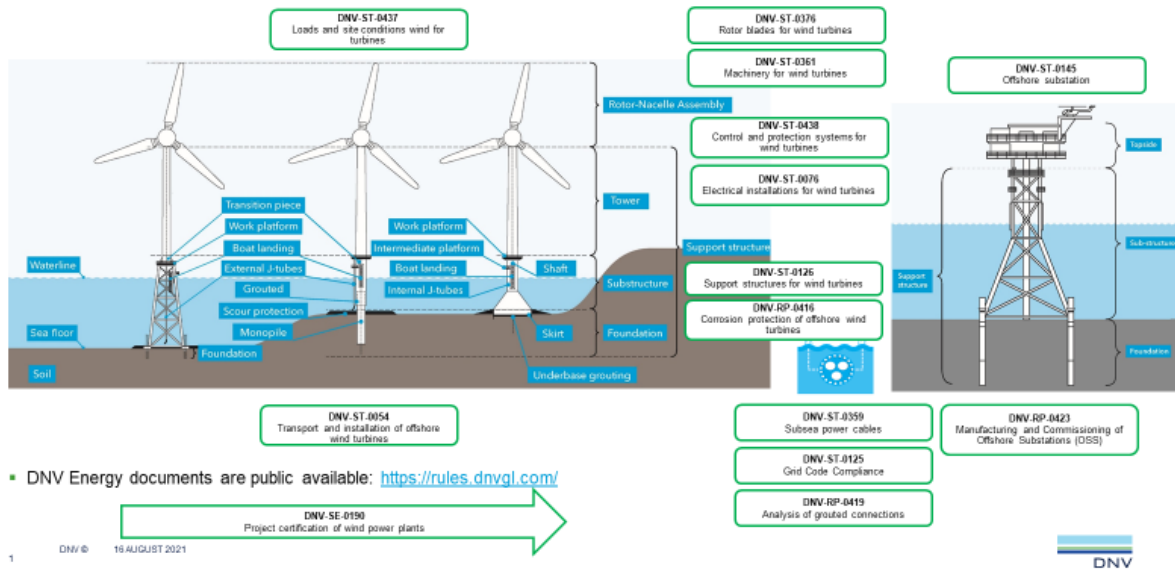 DNV-ST-0437
Loads and site conditions wind for
turbines
DNV-ST-0376
Rotor blades for wind turbines
DNV-ST-0361
Machinery for wind turbines
DNV-ST-0145
Offshore substation
Rotor-Nacelle Assembly
DNV-ST-0438
Control and protection systems for
wind turbines
Topside
DNV-ST-0076
Electrical installations for wind turbines
Tower
Transition piece
Work platform
Boat landing
External J-tubes
Grouted
Scour protection
Monopile
Foundation
Waterline
Sea floor
Soil
Work platform
Intermediate platform
Boat landing
Internal J-tubes
Shaft
Skirt
Underbase grouting
Substructure
Foundation
Support structure
DNV-ST-0126
Support structures for wind turbines
DNV-RP-0416
Corrosion protection of offshore wind
turbines
Support
structure
Sub-structure
Foundation
DNV-ST-0054
Transport and installation of offshore
wind turbines
DNV-ST-0359
Subsea power cables
DNV-RP-0423
Manufacturing and Commissioning of
Offshore Substations (OSS)
DNV-ST-0125
Grid Code Compliance
DNV-RP-0419
Analysis of grouted connections
▪ DNV Energy documents are public available: https://rules.dnvgl.com/
DNV-SE-0190
Project certification of wind power plants
1
DNV © 16 AUGUST 2021
DNV